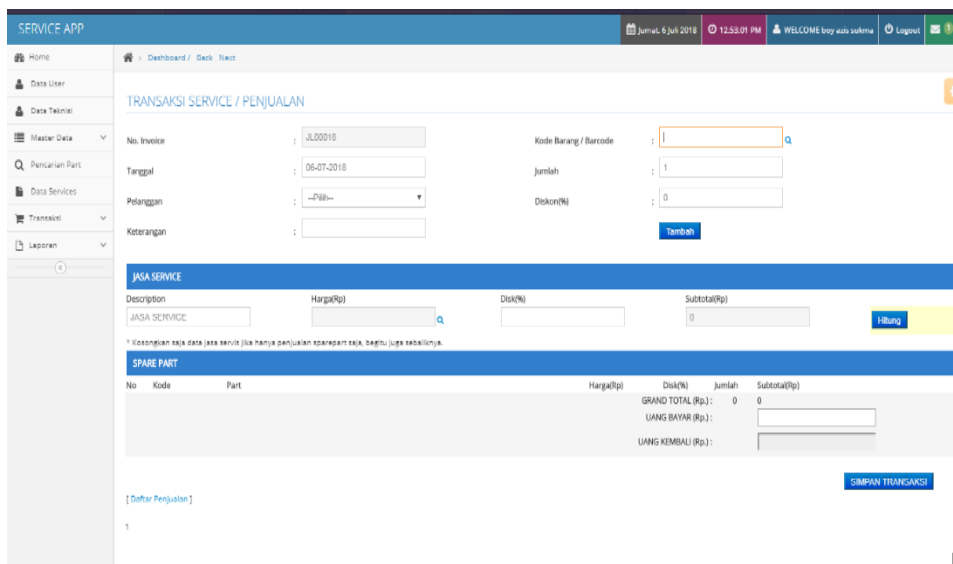 SERVICE APP
Jumat, 6 Juli 2018
12.53.01 PM
WELCOME boy azis sukma
Logout
Home
Data User
Data Teknisi
Master Data
Pencarian Part
Data Services
Transaksi
Laporan
Dashboard / Back Next
TRANSAKSI SERVICE / PENJUALAN
No. Invoice : JL00016
Kode Barang / Barcode :
Tanggal : 06-07-2018
Jumlah : 1
Pelanggan : --Pilih--
Diskon(%) : 0
Keterangan :
Tambah
JASA SERVICE
Description Harga(Rp) Disk(%) Subtotal(Rp)
JASA SERVICE 0 Hitung
* Kosongkan saja data jasa servis jika hanya penjualan sparepart saja, begitu juga sebaliknya.
SPARE PART
No Kode Part Harga(Rp) Disk(%) Jumlah Subtotal(Rp)
GRAND TOTAL (Rp.) : 0 0
UANG BAYAR (Rp.) :
UANG KEMBALI (Rp.) :
SIMPAN TRANSAKSI
[ Daftar Penjualan ]
1